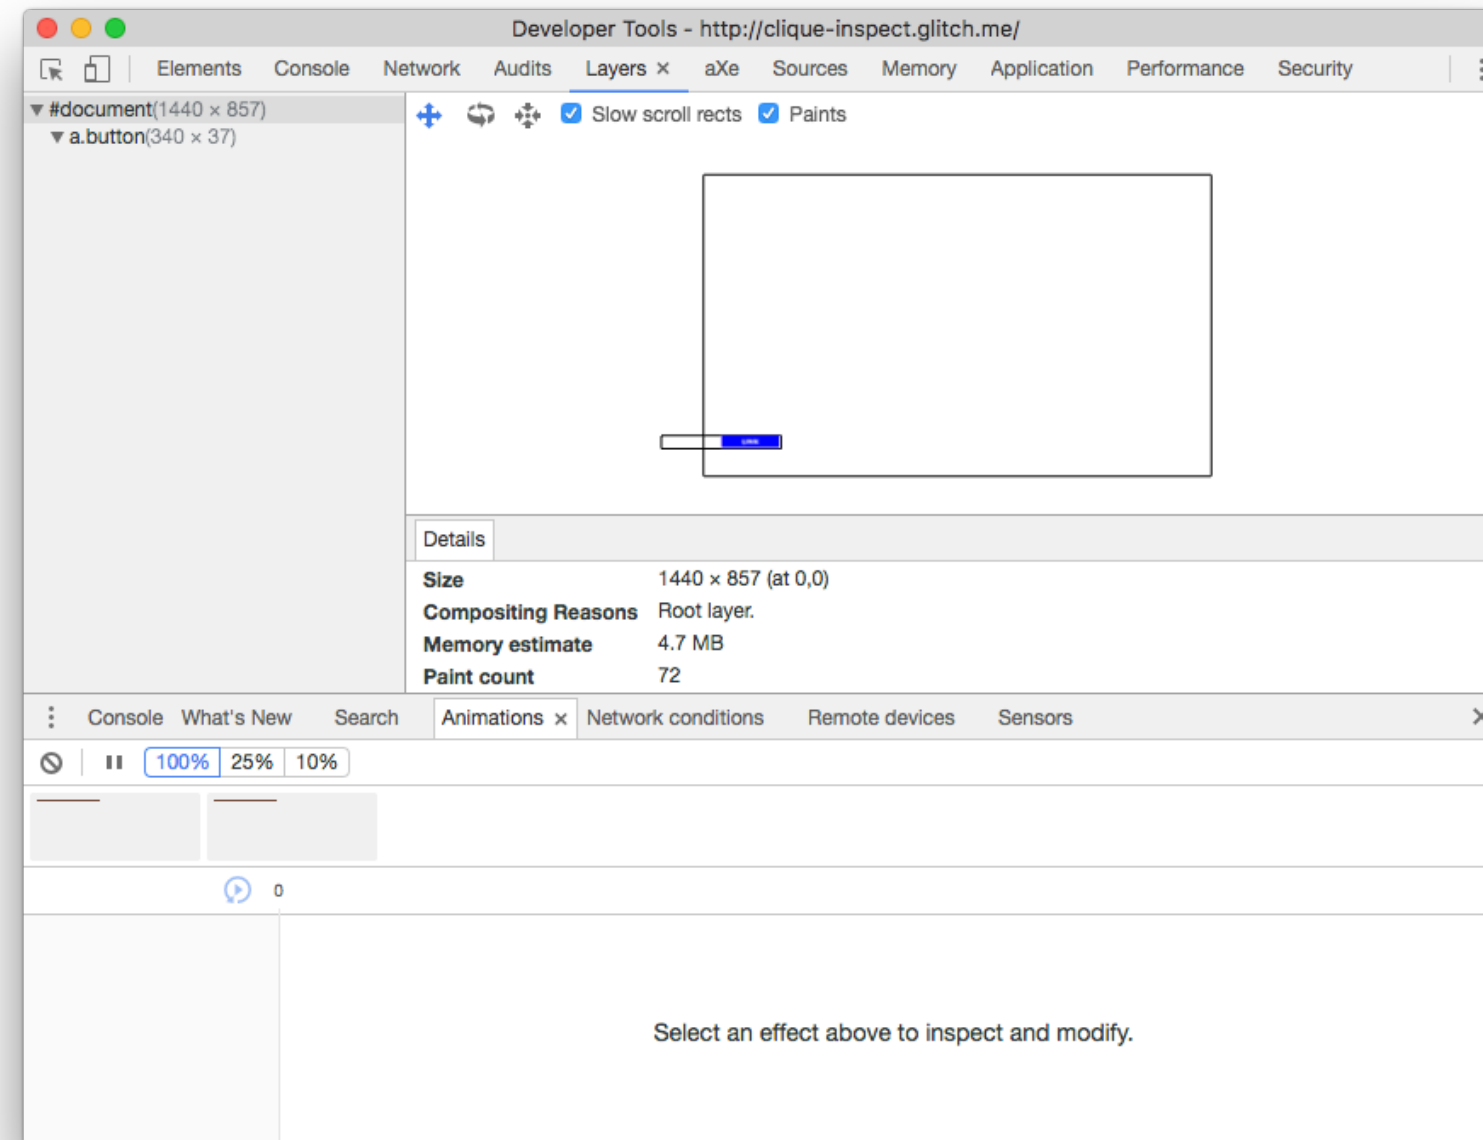 Developer Tools - http://clique-inspect.glitch.me/
Elements Console Network Audits Layers × aXe Sources Memory Application Performance Security
▼ #document(1440 × 857)
▼ a.button(340 × 37)
Slow scroll rects Paints
Details
Size 1440 × 857 (at 0,0)
Compositing Reasons Root layer.
Memory estimate 4.7 MB
Paint count 72
Console What's New Search Animations × Network conditions Remote devices Sensors ×
100% 25% 10%
0
Select an effect above to inspect and modify.